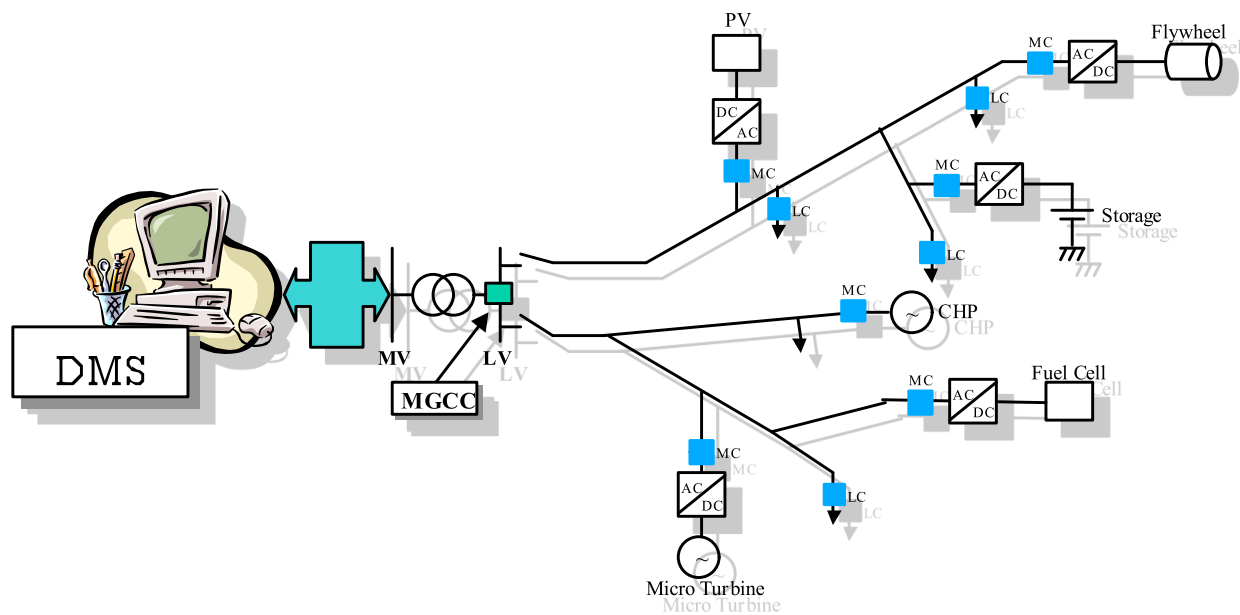 PV
Flywheel
MC
AC
DC
LC
DC
AC
MC
MC
AC
DC
LC
Storage
LC
MC
CHP
~
DMS
MV
LV
MGCC
Fuel Cell
MC
AC
DC
MC
AC
DC
LC
~
Micro Turbine